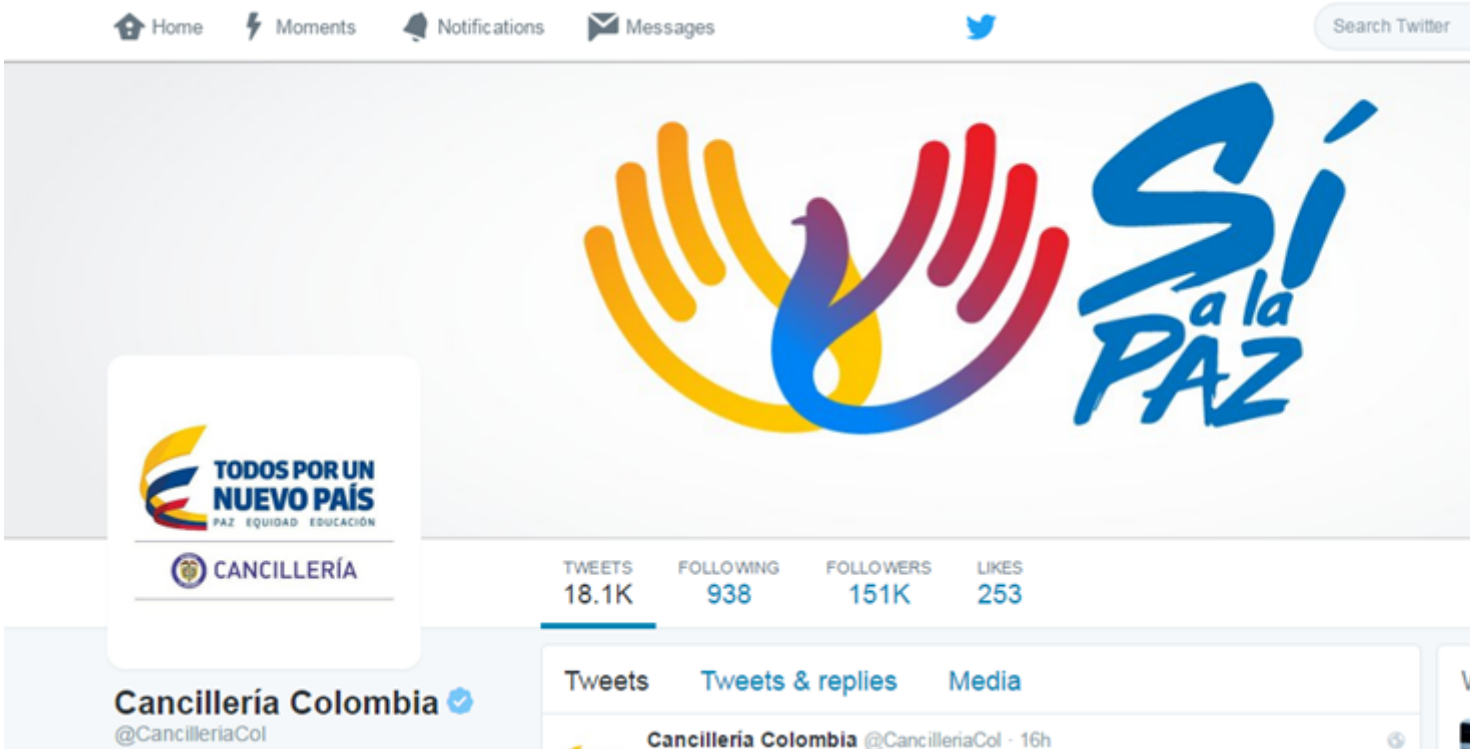 Home Moments Notifications Messages Search Twitter
Sí
a la
PAZ
TODOS POR UN
NUEVO PAÍS
PAZ EQUIDAD EDUCACIÓN
CANCILLERÍA
TWEETS FOLLOWING FOLLOWERS LIKES
18.1K 938 151K 253
Cancillería Colombia
@CancilleriaCol
Tweets Tweets & replies Media
Cancillería Colombia @CancilleriaCol · 16h